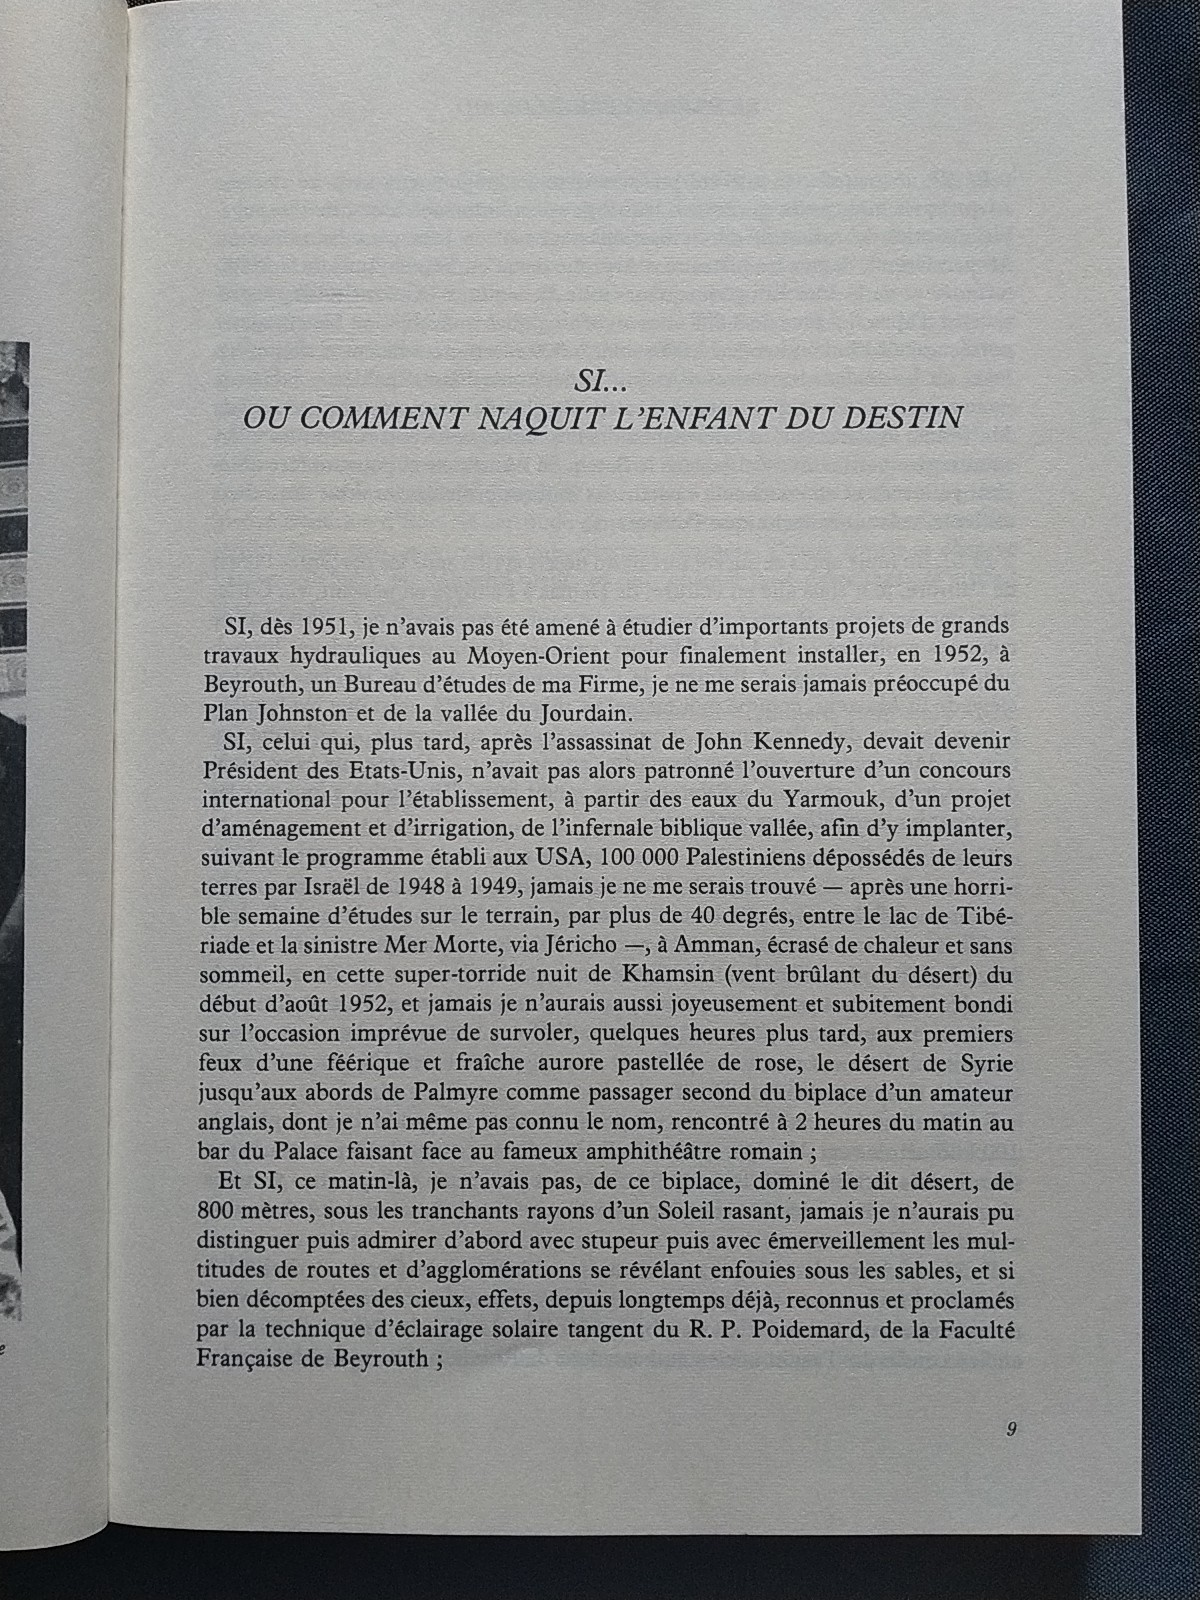 SI...
OU COMMENT NAQUIT L'ENFANT DU DESTIN
SI, dès 1951, je n'avais pas été amené à étudier d'importants projets de grands
travaux hydrauliques au Moyen-Orient pour finalement installer, en 1952, à
Beyrouth, un Bureau d'études de ma Firme, je ne me serais jamais préoccupé du
Plan Johnston et de la vallée du Jourdain.
SI, celui qui, plus tard, après l'assassinat de John Kennedy, devait devenir
Président des Etats-Unis, n'avait pas alors patronné l'ouverture d'un concours
international pour l'établissement, à partir des eaux du Yarmouk, d'un projet
d'aménagement et d'irrigation, de l'infernale biblique vallée, afin d'y implanter,
suivant le programme établi aux USA, 100 000 Palestiniens dépossédés de leurs
terres par Israël de 1948 à 1949, jamais je ne me serais trouvé — après une horri-
ble semaine d'études sur le terrain, par plus de 40 degrés, entre le lac de Tibé-
riade et la sinistre Mer Morte, via Jéricho —, à Amman, écrasé de chaleur et sans
sommeil, en cette super-torride nuit de Khamsin (vent brûlant du désert) du
début d'août 1952, et jamais je n'aurais aussi joyeusement et subitement bondi
sur l'occasion imprévue de survoler, quelques heures plus tard, aux premiers
feux d'une féérique et fraîche aurore pastellée de rose, le désert de Syrie
jusqu'aux abords de Palmyre comme passager second du biplace d'un amateur
anglais, dont je n'ai même pas connu le nom, rencontré à 2 heures du matin au
bar du Palace faisant face au fameux amphithéâtre romain ;
Et SI, ce matin-là, je n'avais pas, de ce biplace, dominé le dit désert, de
800 mètres, sous les tranchants rayons d'un Soleil rasant, jamais je n'aurais pu
distinguer puis admirer d'abord avec stupeur puis avec émerveillement les mul-
titudes de routes et d'agglomérations se révélant enfouies sous les sables, et si
bien décomptées des cieux, effets, depuis longtemps déjà, reconnus et proclamés
par la technique d'éclairage solaire tangent du R. P. Poidemard, de la Faculté
Française de Beyrouth ;
9